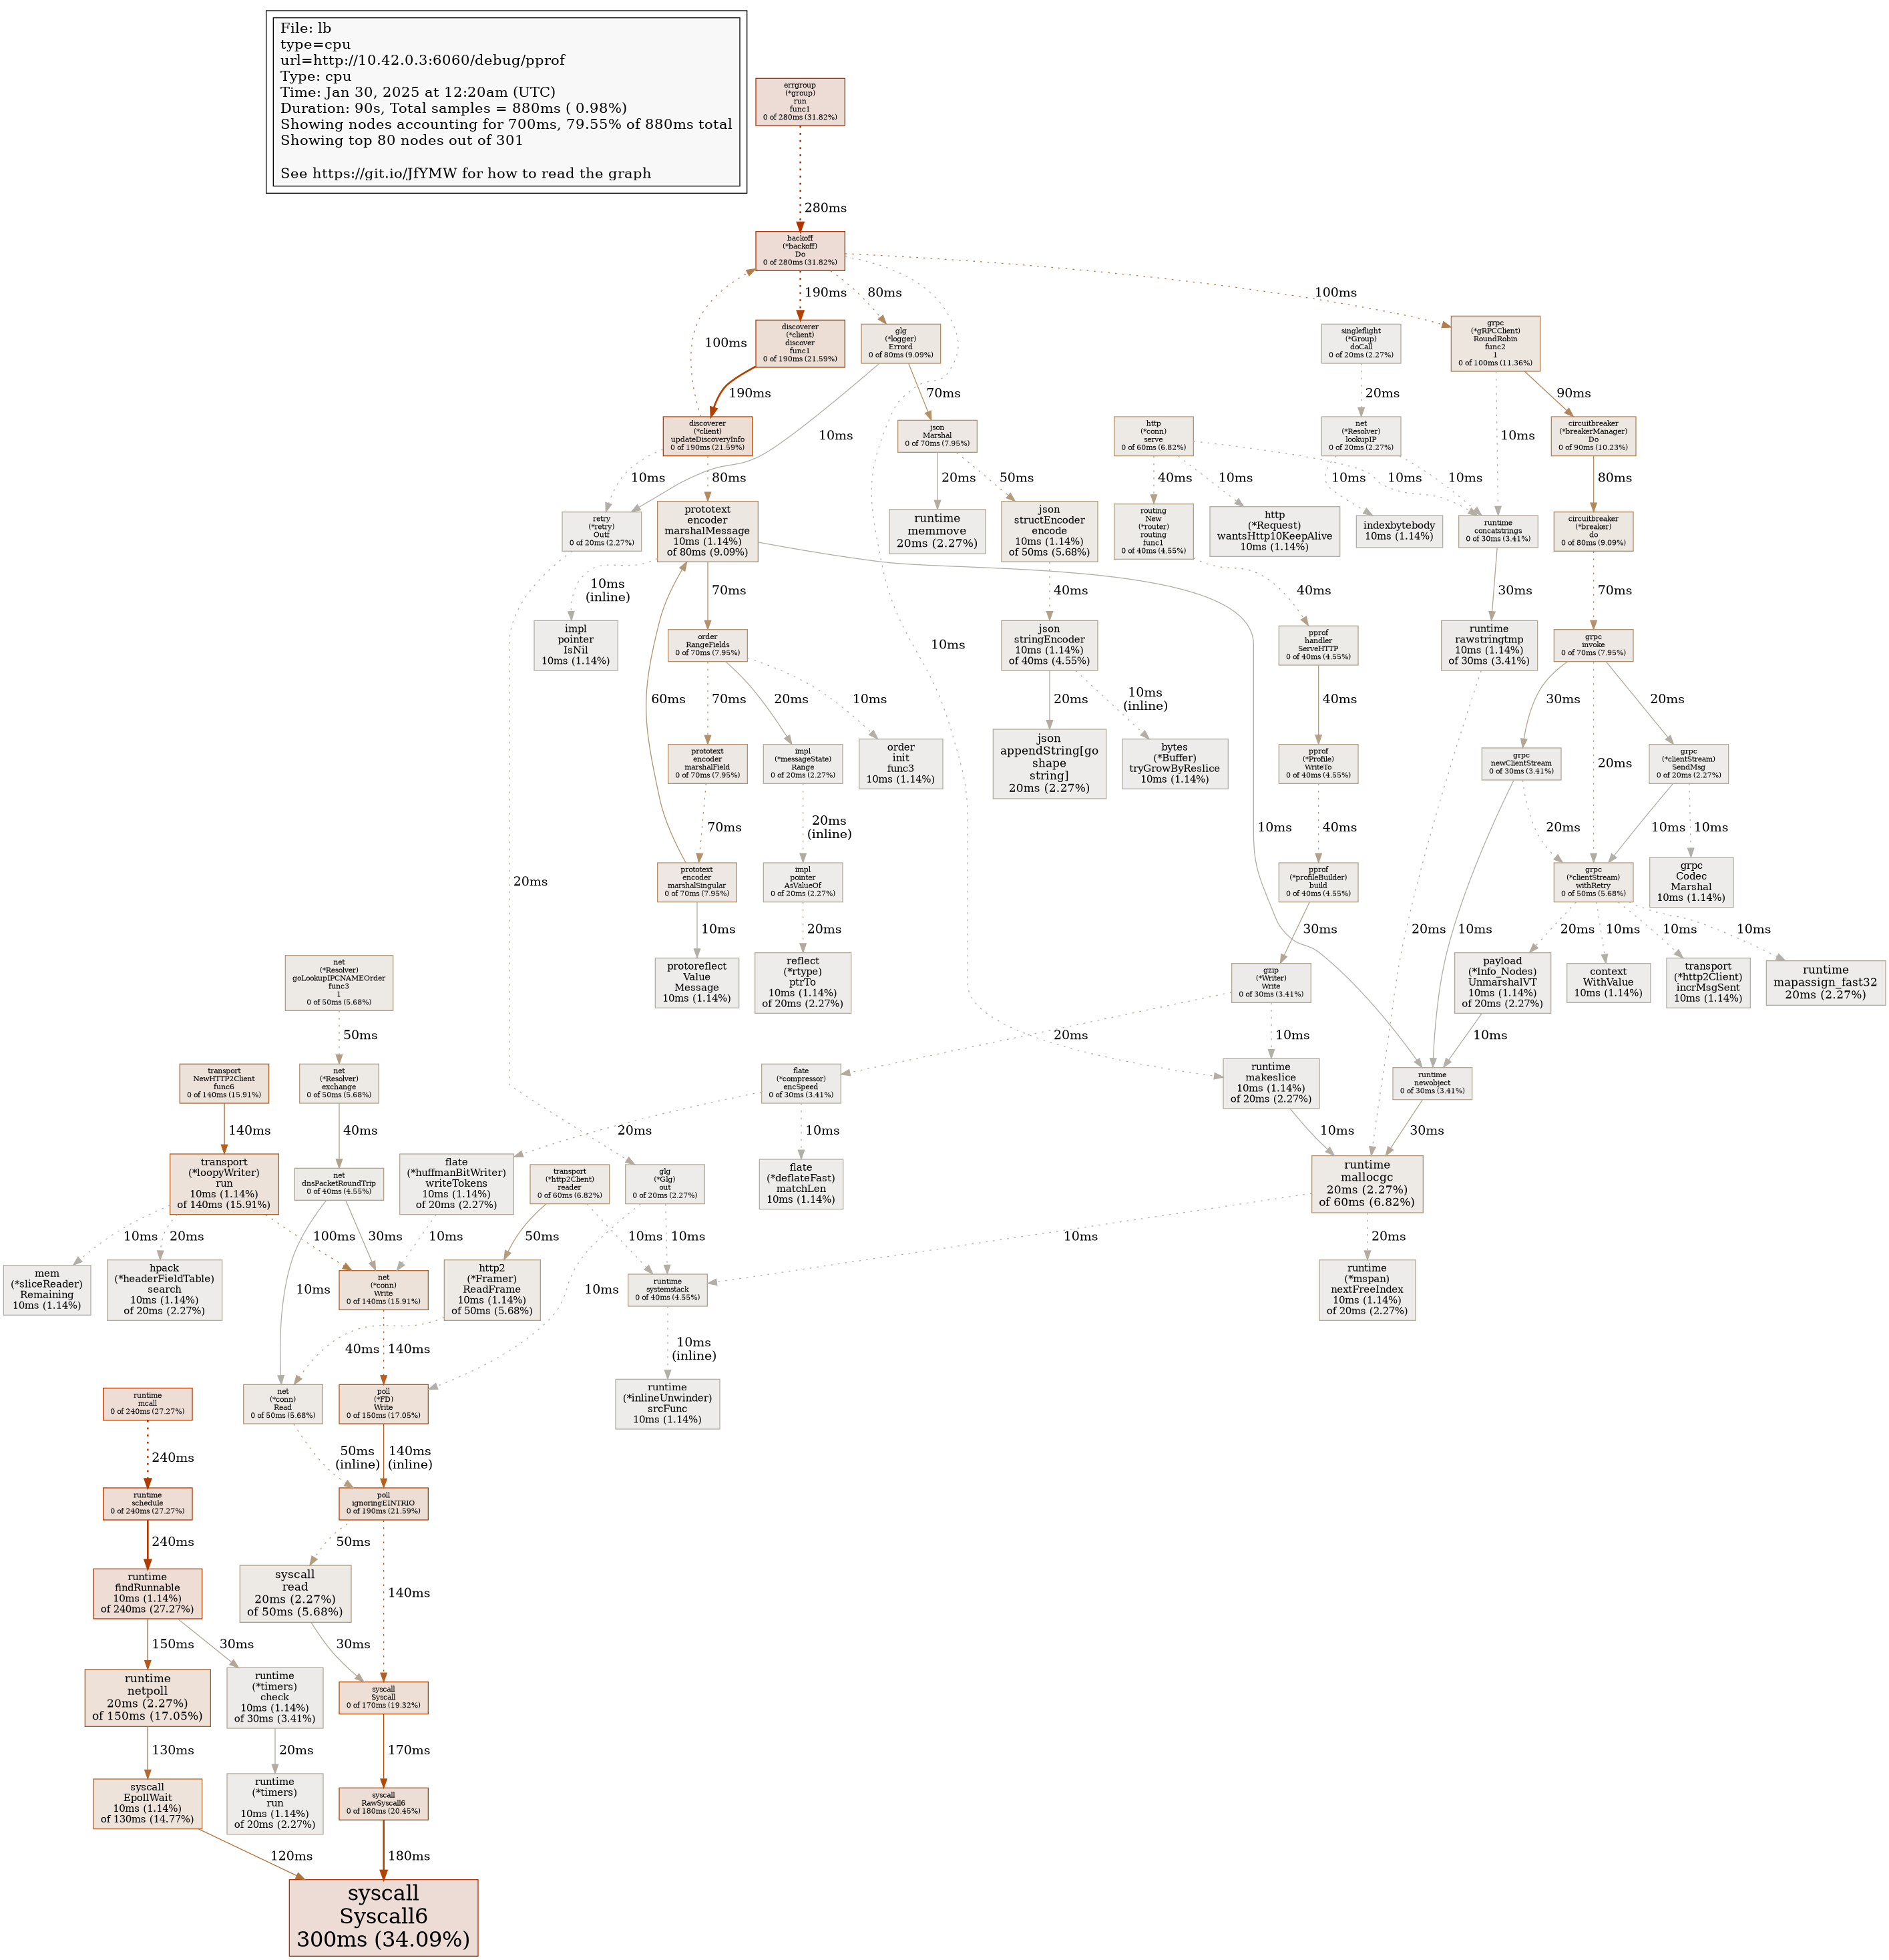 File: lb
type=cpu
url=http://10.42.0.3:6060/debug/pprof
Type: cpu
Time: Jan 30, 2025 at 12:20am (UTC)
Duration: 90s, Total samples = 880ms ( 0.98%)
Showing nodes accounting for 700ms, 79.55% of 880ms total
Showing top 80 nodes out of 301
See https://git.io/JfYMW for how to read the graph
errgroup
(*group)
run
func1
0 of 280ms (31.82%)
280ms
backoff
(*backoff)
Do
0 of 280ms (31.82%)
100ms
190ms
80ms
100ms
discoverer
(*client)
discover
func1
0 of 190ms (21.59%)
glg
(*logger)
Errord
0 of 80ms (9.09%)
singleflight
(*Group)
doCall
0 of 20ms (2.27%)
grpc
(*gRPCClient)
RoundRobin
func2
1
0 of 100ms (11.36%)
190ms
10ms
70ms
20ms
10ms
90ms
discoverer
(*client)
updateDiscoveryInfo
0 of 190ms (21.59%)
json
Marshal
0 of 70ms (7.95%)
http
(*conn)
serve
0 of 60ms (6.82%)
net
(*Resolver)
lookupIP
0 of 20ms (2.27%)
circuitbreaker
(*breakerManager)
Do
0 of 90ms (10.23%)
10ms
80ms
20ms
50ms
40ms
10ms
10ms
10ms
10ms
80ms
retry
(*retry)
Outf
0 of 20ms (2.27%)
prototext
encoder
marshalMessage
10ms (1.14%)
of 80ms (9.09%)
runtime
memmove
20ms (2.27%)
json
structEncoder
encode
10ms (1.14%)
of 50ms (5.68%)
routing
New
(*router)
routing
func1
0 of 40ms (4.55%)
http
(*Request)
wantsHttp10KeepAlive
10ms (1.14%)
indexbytebody
10ms (1.14%)
runtime
concatstrings
0 of 30ms (3.41%)
circuitbreaker
(*breaker)
do
0 of 80ms (9.09%)
10ms
(inline)
70ms
10ms
40ms
40ms
30ms
70ms
impl
pointer
IsNil
10ms (1.14%)
order
RangeFields
0 of 70ms (7.95%)
json
stringEncoder
10ms (1.14%)
of 40ms (4.55%)
pprof
handler
ServeHTTP
0 of 40ms (4.55%)
runtime
rawstringtmp
10ms (1.14%)
of 30ms (3.41%)
grpc
invoke
0 of 70ms (7.95%)
60ms
70ms
20ms
10ms
20ms
10ms
(inline)
40ms
30ms
20ms
20ms
prototext
encoder
marshalField
0 of 70ms (7.95%)
impl
(*messageState)
Range
0 of 20ms (2.27%)
order
init
func3
10ms (1.14%)
json
appendString[go
shape
string]
20ms (2.27%)
bytes
(*Buffer)
tryGrowByReslice
10ms (1.14%)
pprof
(*Profile)
WriteTo
0 of 40ms (4.55%)
grpc
newClientStream
0 of 30ms (3.41%)
grpc
(*clientStream)
SendMsg
0 of 20ms (2.27%)
70ms
20ms
(inline)
10ms
40ms
20ms
10ms
10ms
20ms
prototext
encoder
marshalSingular
0 of 70ms (7.95%)
impl
pointer
AsValueOf
0 of 20ms (2.27%)
pprof
(*profileBuilder)
build
0 of 40ms (4.55%)
grpc
(*clientStream)
withRetry
0 of 50ms (5.68%)
grpc
Codec
Marshal
10ms (1.14%)
10ms
20ms
30ms
20ms
10ms
20ms
10ms
10ms
10ms
net
(*Resolver)
goLookupIPCNAMEOrder
func3
1
0 of 50ms (5.68%)
protoreflect
Value
Message
10ms (1.14%)
reflect
(*rtype)
ptrTo
10ms (1.14%)
of 20ms (2.27%)
gzip
(*Writer)
Write
0 of 30ms (3.41%)
payload
(*Info_Nodes)
UnmarshalVT
10ms (1.14%)
of 20ms (2.27%)
context
WithValue
10ms (1.14%)
transport
(*http2Client)
incrMsgSent
10ms (1.14%)
runtime
mapassign_fast32
20ms (2.27%)
50ms
20ms
10ms
10ms
transport
NewHTTP2Client
func6
0 of 140ms (15.91%)
net
(*Resolver)
exchange
0 of 50ms (5.68%)
flate
(*compressor)
encSpeed
0 of 30ms (3.41%)
runtime
makeslice
10ms (1.14%)
of 20ms (2.27%)
runtime
newobject
0 of 30ms (3.41%)
140ms
40ms
20ms
10ms
10ms
30ms
transport
(*loopyWriter)
run
10ms (1.14%)
of 140ms (15.91%)
net
dnsPacketRoundTrip
0 of 40ms (4.55%)
flate
(*huffmanBitWriter)
writeTokens
10ms (1.14%)
of 20ms (2.27%)
transport
(*http2Client)
reader
0 of 60ms (6.82%)
glg
(*Glg)
out
0 of 20ms (2.27%)
flate
(*deflateFast)
matchLen
10ms (1.14%)
runtime
mallocgc
20ms (2.27%)
of 60ms (6.82%)
10ms
20ms
100ms
30ms
10ms
50ms
10ms
10ms
10ms
20ms
mem
(*sliceReader)
Remaining
10ms (1.14%)
hpack
(*headerFieldTable)
search
10ms (1.14%)
of 20ms (2.27%)
10ms
net
(*conn)
Write
0 of 140ms (15.91%)
http2
(*Framer)
ReadFrame
10ms (1.14%)
of 50ms (5.68%)
10ms
runtime
systemstack
0 of 40ms (4.55%)
runtime
(*mspan)
nextFreeIndex
10ms (1.14%)
of 20ms (2.27%)
40ms
140ms
10ms
(inline)
runtime
mcall
0 of 240ms (27.27%)
net
(*conn)
Read
0 of 50ms (5.68%)
poll
(*FD)
Write
0 of 150ms (17.05%)
runtime
(*inlineUnwinder)
srcFunc
10ms (1.14%)
240ms
50ms
(inline)
140ms
(inline)
runtime
schedule
0 of 240ms (27.27%)
poll
ignoringEINTRIO
0 of 190ms (21.59%)
240ms
50ms
140ms
runtime
findRunnable
10ms (1.14%)
of 240ms (27.27%)
syscall
read
20ms (2.27%)
of 50ms (5.68%)
150ms
30ms
30ms
runtime
netpoll
20ms (2.27%)
of 150ms (17.05%)
runtime
(*timers)
check
10ms (1.14%)
of 30ms (3.41%)
syscall
Syscall
0 of 170ms (19.32%)
130ms
20ms
170ms
syscall
EpollWait
10ms (1.14%)
of 130ms (14.77%)
runtime
(*timers)
run
10ms (1.14%)
of 20ms (2.27%)
syscall
RawSyscall6
0 of 180ms (20.45%)
120ms
180ms
syscall
Syscall6
300ms (34.09%)